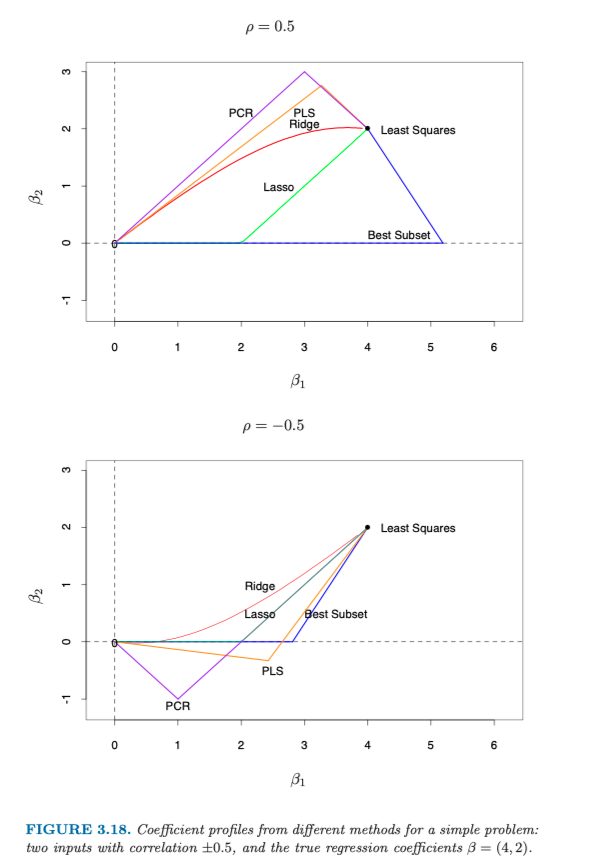 ρ = 0.5
3
2
1
0
-1
β₂
PCR
PLS
Ridge
Least Squares
Lasso
Best Subset
0
0
1
2
3
4
5
6
β₁
ρ = −0.5
3
2
1
0
-1
β₂
Least Squares
Ridge
Lasso
Best Subset
0
PLS
PCR
0
1
2
3
4
5
6
β₁
FIGURE 3.18. Coefficient profiles from different methods for a simple problem:
two inputs with correlation ±0.5, and the true regression coefficients β = (4, 2).